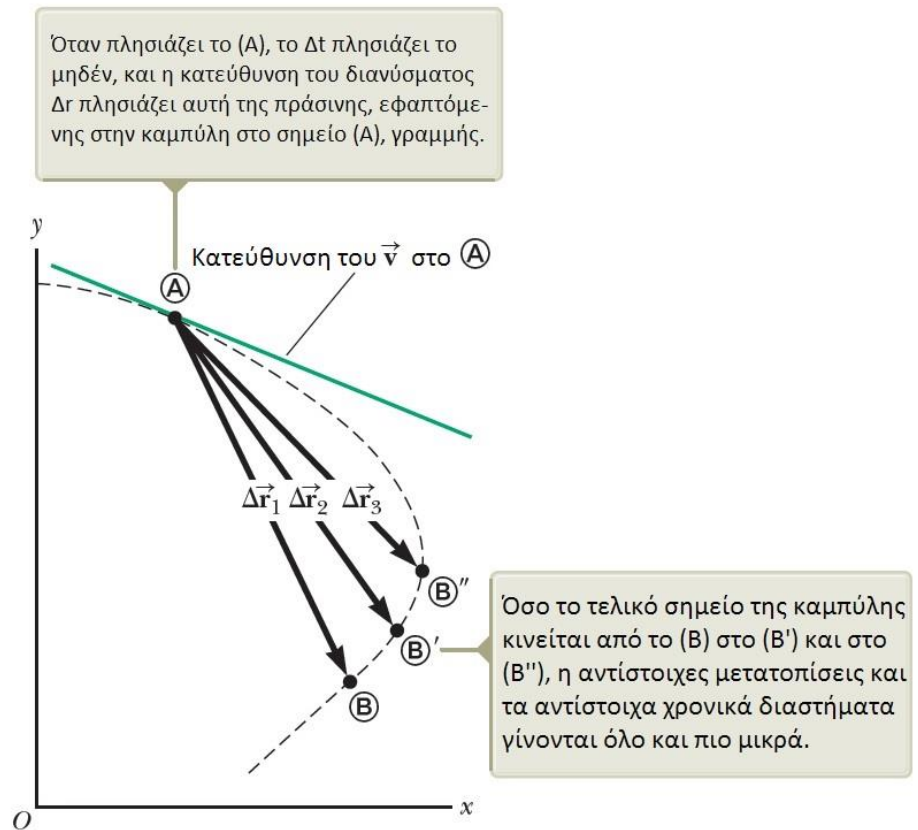 Όταν πλησιάζει το (A), το Δt πλησιάζει το
μηδέν, και η κατεύθυνση του διανύσματος
Δr πλησιάζει αυτή της πράσινης, εφαπτόμε-
νης στην καμπύλη στο σημείο (A), γραμμής.
y
Κατεύθυνση του v⃗ στο Ⓐ
Ⓐ
Δr⃗₁ Δr⃗₂ Δr⃗₃
Ⓑ″
Ⓑ′
Ⓑ
Όσο το τελικό σημείο της καμπύλης
κινείται από το (B) στο (B') και στο
(B''), η αντίστοιχες μετατοπίσεις και
τα αντίστοιχα χρονικά διαστήματα
γίνονται όλο και πιο μικρά.
O
x